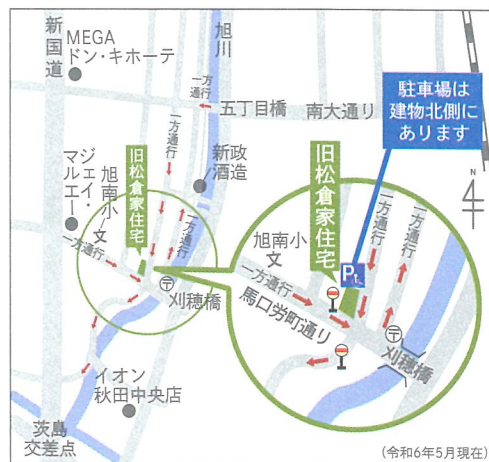 新国道
MEGA
ドン・キホーテ
旭川
一方
通行
五丁目橋
南大通り
駐車場は
建物北側に
あります
N
一方通行
新政
酒造
マルエー
ジェイ・
旭南小
文
旧松倉家住宅
一方通行
一方通行
〒
刈穂橋
旧松倉家住宅
P
旭南小
文
一方通行
一方通行
一方通行
馬口労町通り
〒
刈穂橋
イオン
秋田中央店
茨島
交差点
(令和6年5月現在)